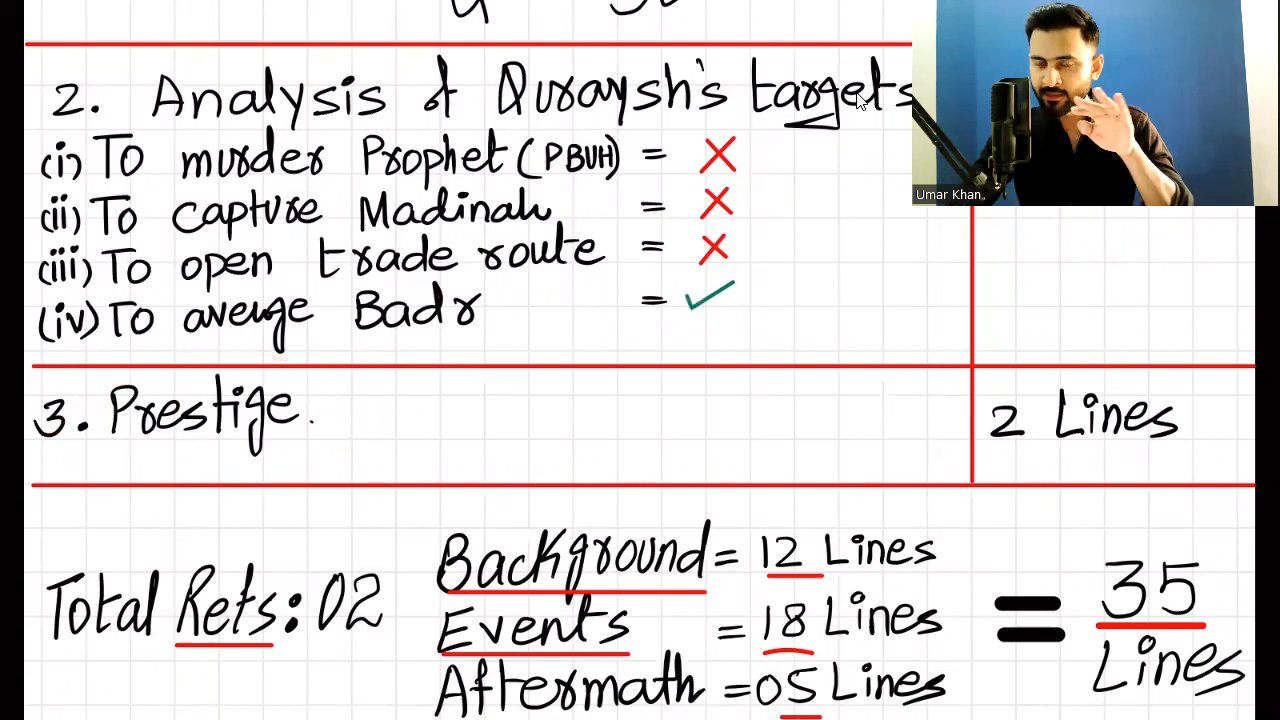 2. Analysis of Quraysh's targets
(i) To murder Prophet (PBUH) = ✗
(ii) To capture Madinah = ✗
(iii) To open trade route = ✗
(iv) To avenge Badr = ✓
Umar Khan
3. Prestige.
2 Lines
Total Refs: 02
Background = 12 Lines
Events = 18 Lines
Aftermath = 05 Lines
= 35 Lines